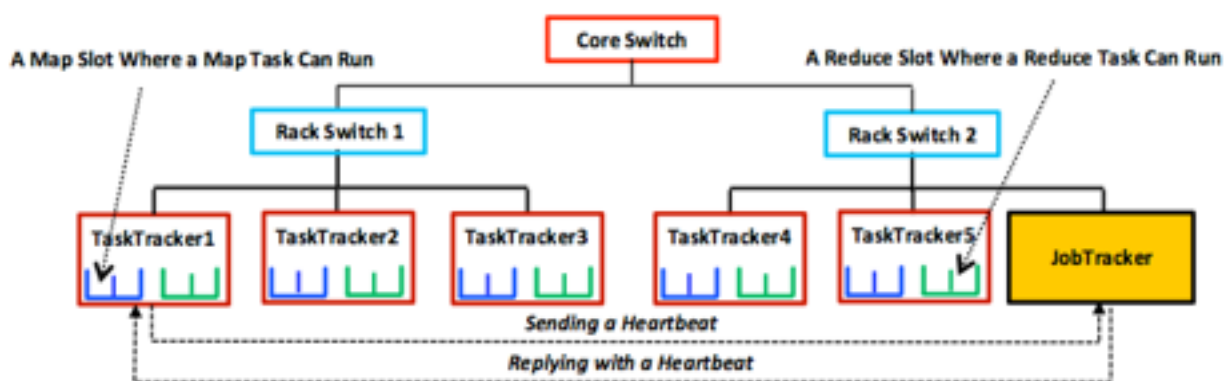 Core Switch
A Map Slot Where a Map Task Can Run
A Reduce Slot Where a Reduce Task Can Run
Rack Switch 1
Rack Switch 2
TaskTracker1
TaskTracker2
TaskTracker3
TaskTracker4
TaskTracker5
JobTracker
Sending a Heartbeat
Replying with a Heartbeat